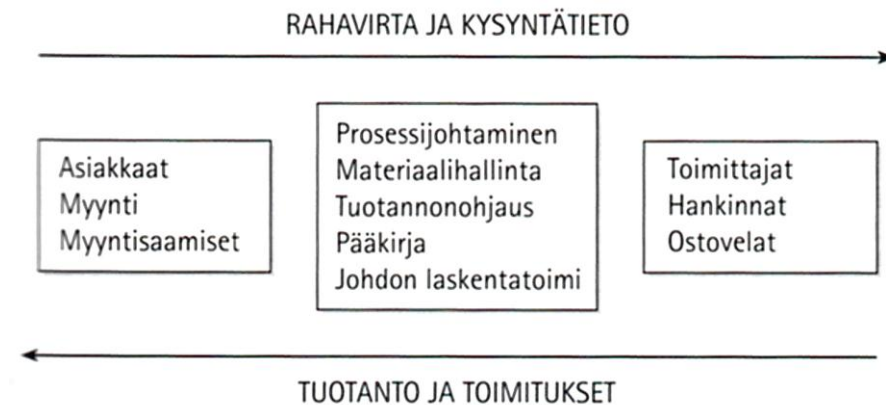 RAHAVIRTA JA KYSYNTÄTIETO
Asiakkaat
Myynti
Myyntisaamiset
Prosessijohtaminen
Materiaalihallinta
Tuotannonohjaus
Pääkirja
Johdon laskentatoimi
Toimittajat
Hankinnat
Ostovelat
TUOTANTO JA TOIMITUKSET